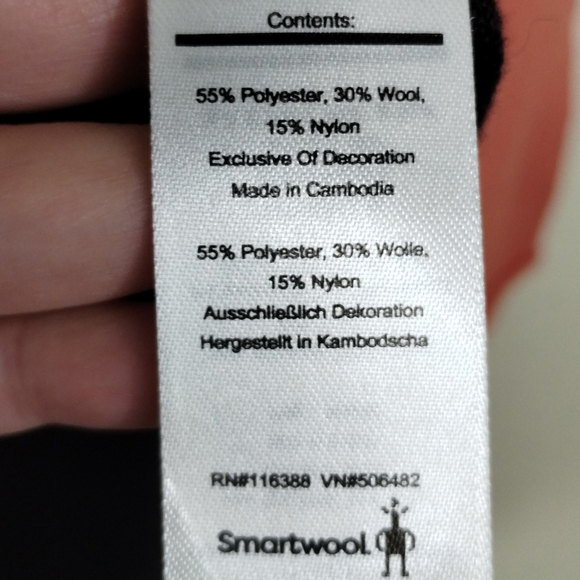 Contents:
55% Polyester, 30% Wool,
15% Nylon
Exclusive Of Decoration
Made in Cambodia
55% Polyester, 30% Wolle,
15% Nylon
Ausschließlich Dekoration
Hergestellt in Kambodscha
RN#116388 VN#506482
Smartwool